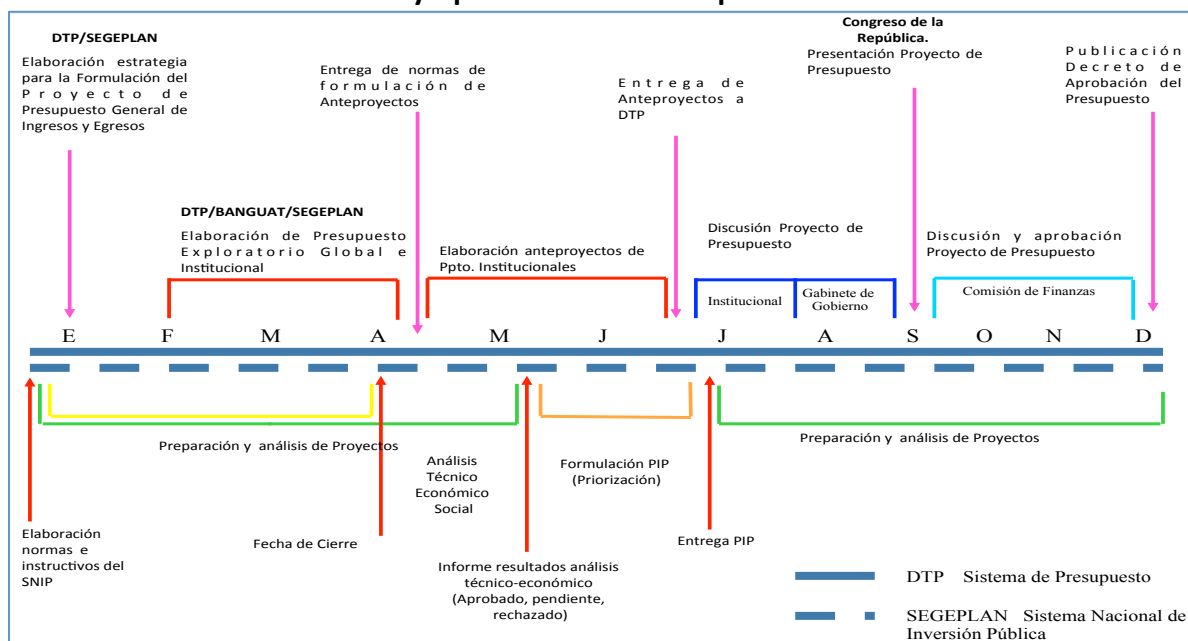 DTP/SEGEPLAN
Elaboración estrategia
para la Formulación del
Proyecto de
Presupuesto General de
Ingresos y Egresos
Entrega de normas de
formulación de
Anteproyectos
Entrega de
Anteproyectos a
DTP
Congreso de la
República.
Presentación Proyecto de
Presupuesto
Publicación
Decreto de
Aprobación del
Presupuesto
DTP/BANGUAT/SEGEPLAN
Elaboración de Presupuesto
Exploratorio Global e
Institucional
Elaboración anteproyectos de
Ppto. Institucionales
Discusión Proyecto de
Presupuesto
Institucional
Gabinete de
Gobierno
Discusión y aprobación
Proyecto de Presupuesto
Comisión de Finanzas
E F M A M J J A S O N D
Preparación y análisis de Proyectos
Análisis
Técnico
Económico
Social
Formulación PIP
(Priorización)
Preparación y análisis de Proyectos
Elaboración
normas e
instructivos del
SNIP
Fecha de Cierre
Informe resultados análisis
técnico-económico
(Aprobado, pendiente,
rechazado)
Entrega PIP
DTP Sistema de Presupuesto
SEGEPLAN Sistema Nacional de
Inversión Pública